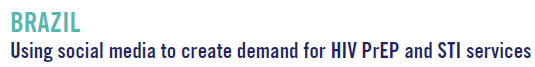 BRAZIL
Using social media to create demand for HIV PrEP and STI services